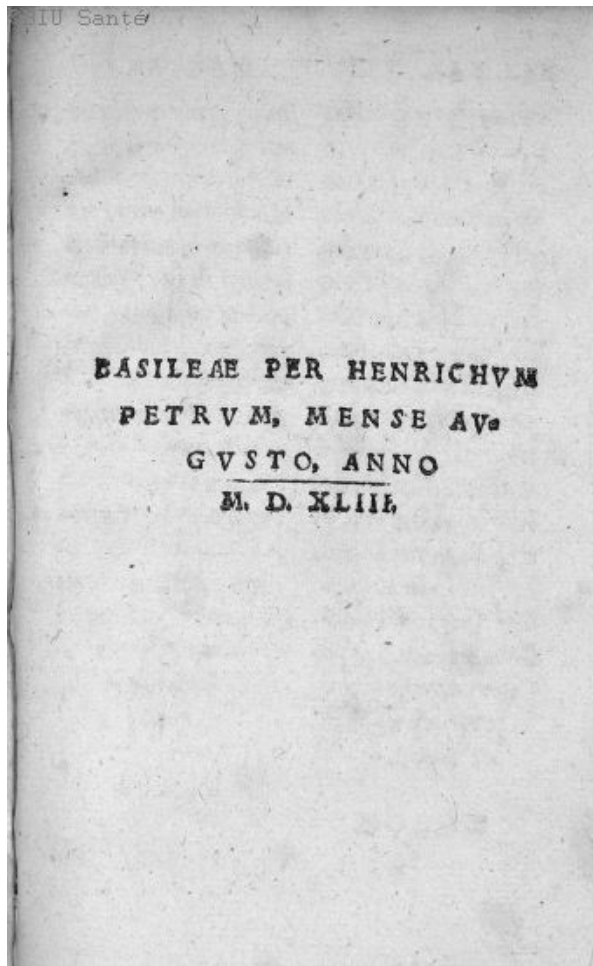 BIU Santé
BASILEAE PER HENRICHVM
PETRVM, MENSE AV-
GVSTO, ANNO
M. D. XLIII.